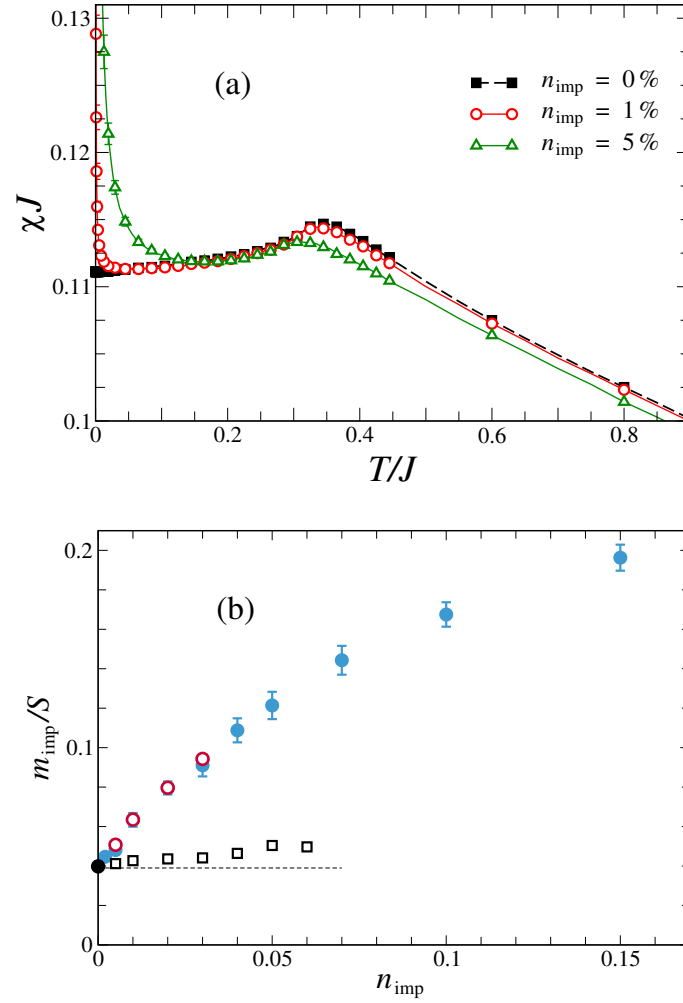 0.13
(a)
n_imp = 0 %
n_imp = 1 %
n_imp = 5 %
0.12
χJ
0.11
0.1
0 0.2 0.4 0.6 0.8
T/J
0.2
(b)
m_imp/S
0.1
0
0 0.05 0.1 0.15
n_imp